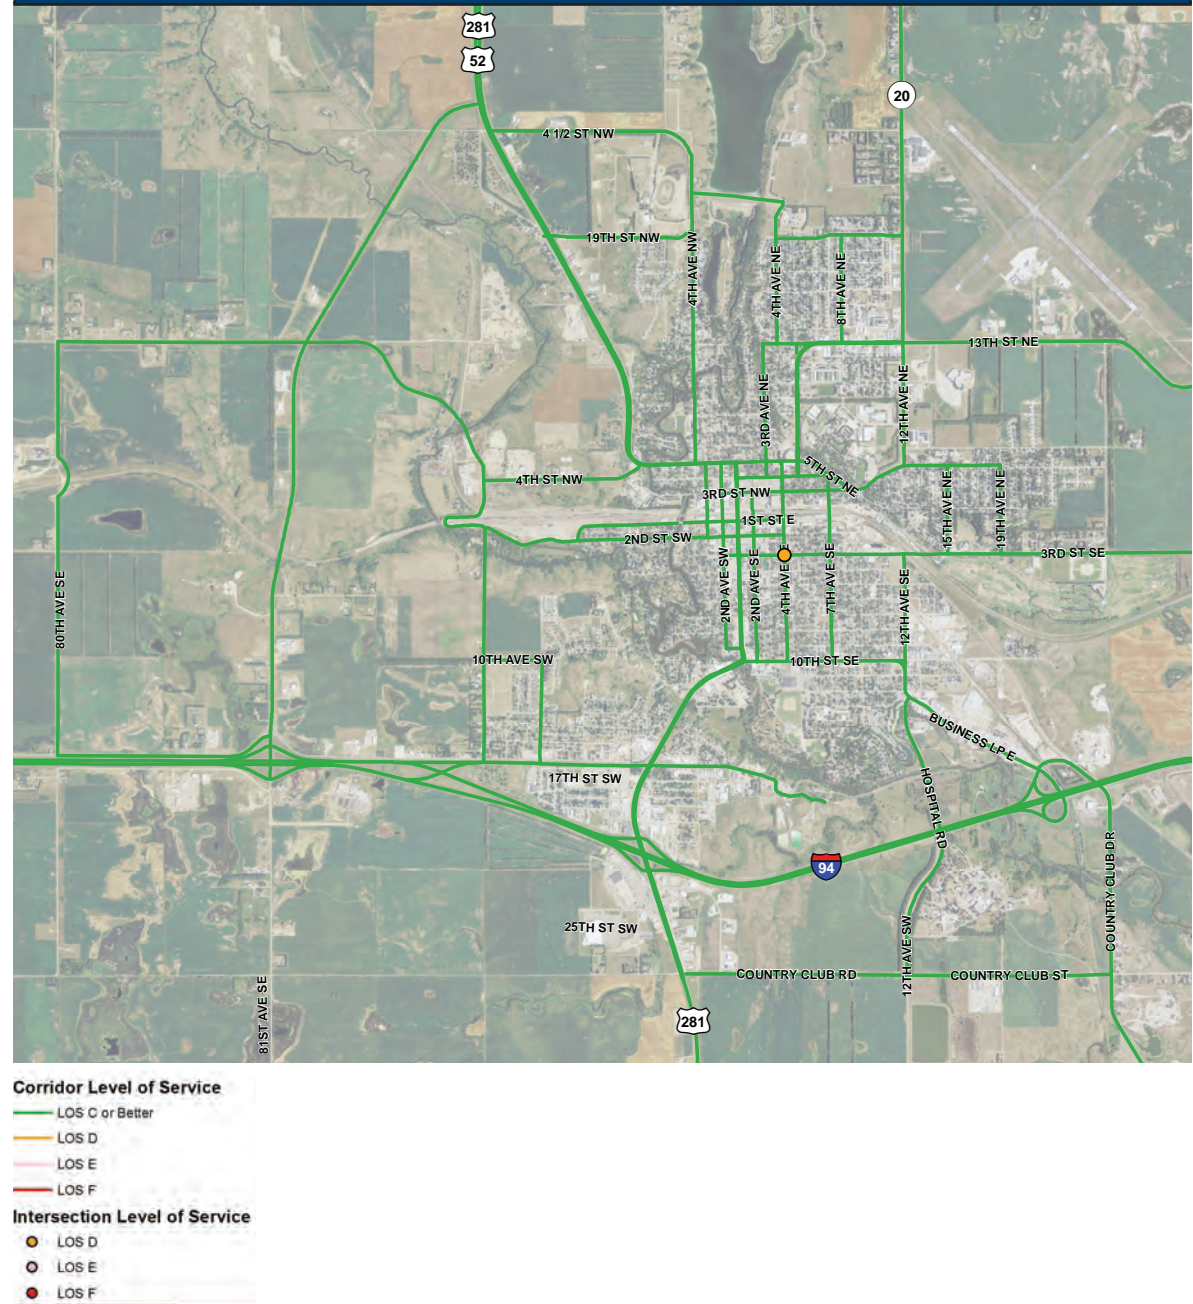 281
52
20
4 1/2 ST NW
19TH ST NW
4TH AVE NW
4TH AVE NE
8TH AVE NE
13TH ST NE
3RD AVE NE
12TH AVE NE
5TH ST NE
4TH ST NW
3RD ST NW
15TH AVE NE
19TH AVE NE
1ST ST E
2ND ST SW
3RD ST SE
80TH AVE SE
2ND AVE SW
2ND AVE SE
4TH AVE E
7TH AVE SE
12TH AVE SE
10TH AVE SW
10TH ST SE
BUSINESS LP E
17TH ST SW
HOSPITAL RD
94
COUNTRY CLUB DR
25TH ST SW
12TH AVE SW
COUNTRY CLUB RD
COUNTRY CLUB ST
81ST AVE SE
281
Corridor Level of Service
LOS C or Better
LOS D
LOS E
LOS F
Intersection Level of Service
LOS D
LOS E
LOS F